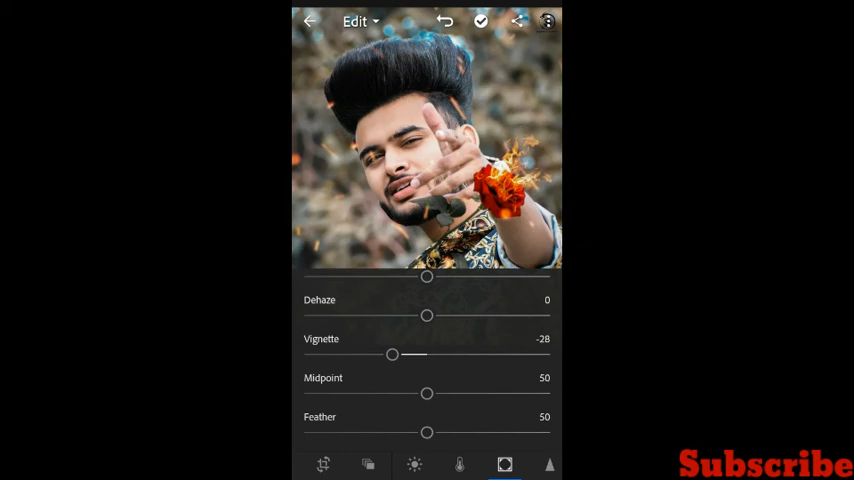 Edit
Dehaze 0
Vignette -28
Midpoint 50
Feather 50
Subscribe